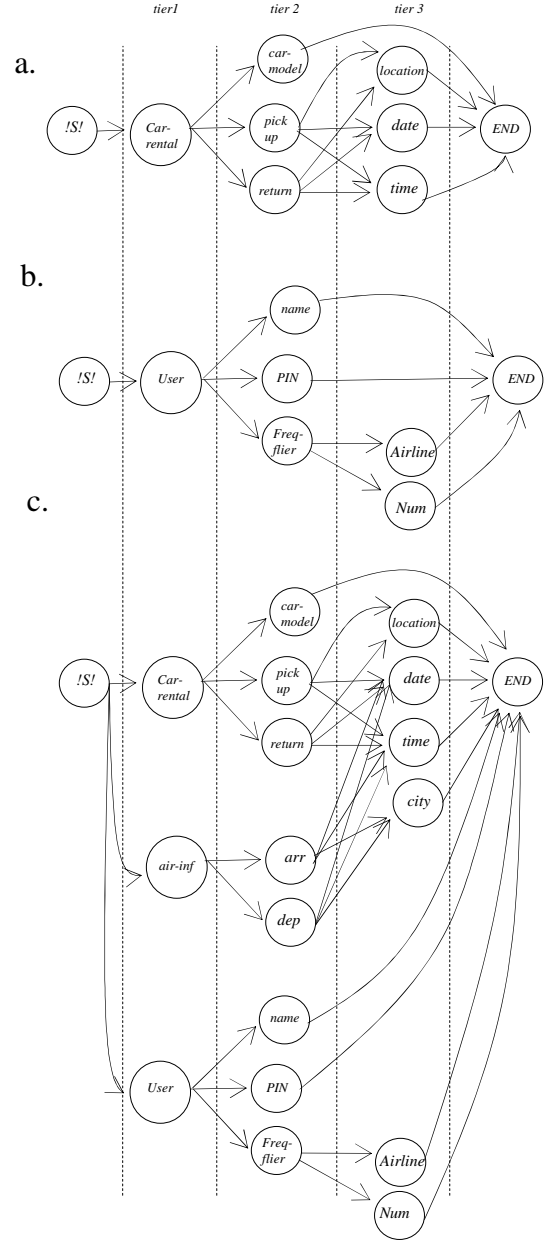 tier1 tier 2 tier 3
a.
car-
model
location
!S!
Car-
rental
pick
up
date
END
return
time
b.
name
!S!
User
PIN
END
Freq-
flier
Airline
Num
c.
car-
model
location
!S!
Car-
rental
pick
up
date
END
return
time
city
air-inf
arr
dep
name
User
PIN
Freq-
flier
Airline
Num